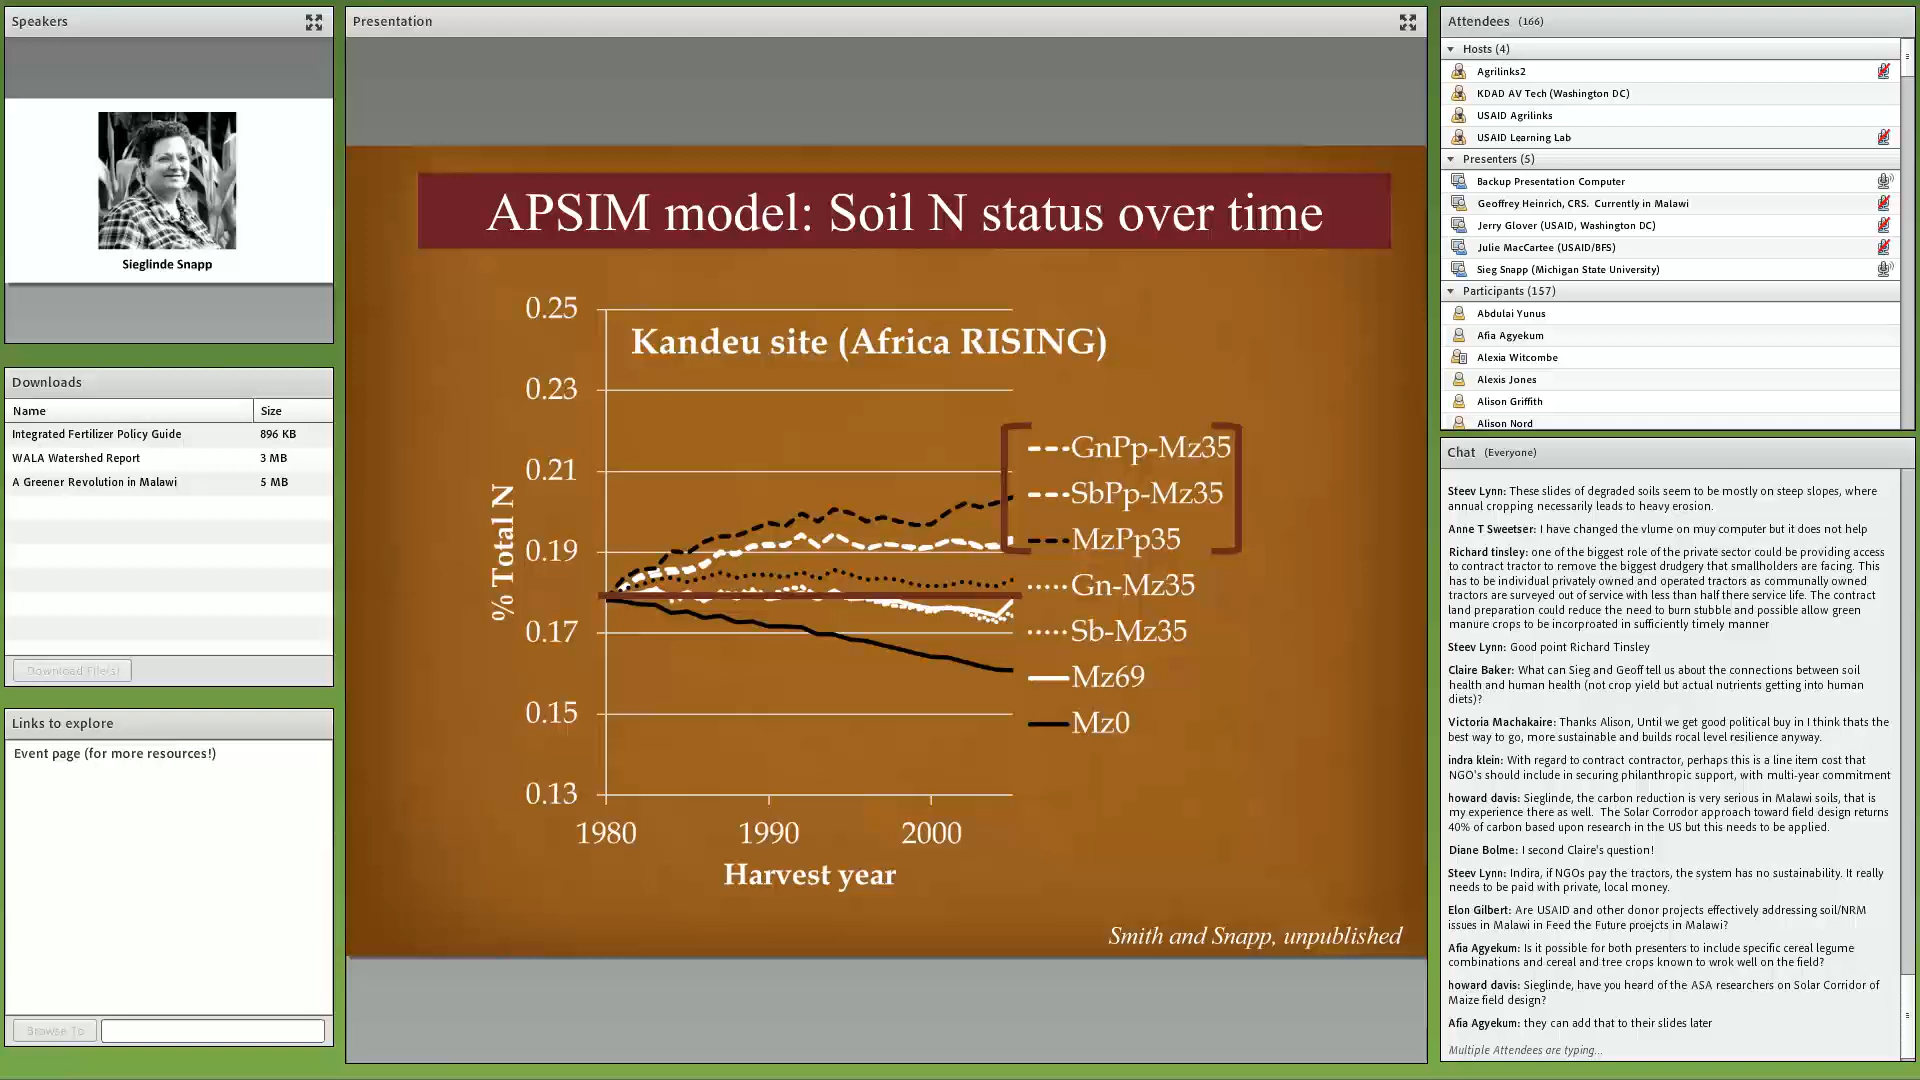 Speakers
Sieglinde Snapp
Downloads
Name Size
Integrated Fertilizer Policy Guide 896 KB
WALA Watershed Report 3 MB
A Greener Revolution in Malawi 5 MB
Download File(s)
Links to explore
Event page (for more resources!)
Browse To
Presentation
APSIM model: Soil N status over time
Kandeu site (Africa RISING)
% Total N
0.25
0.23
0.21
0.19
0.17
0.15
0.13
1980 1990 2000
Harvest year
GnPp-Mz35
SbPp-Mz35
MzPp35
Gn-Mz35
Sb-Mz35
Mz69
Mz0
Smith and Snapp, unpublished
Attendees (166)
Hosts (4)
Agrilinks2
KDAD AV Tech (Washington DC)
USAID Agrilinks
USAID Learning Lab
Presenters (5)
Backup Presentation Computer
Geoffrey Heinrich, CRS. Currently in Malawi
Jerry Glover (USAID, Washington DC)
Julie MacCartee (USAID/BFS)
Sieg Snapp (Michigan State University)
Participants (157)
Abdulai Yunus
Afia Agyekum
Alexia Witcombe
Alexis Jones
Alison Griffith
Alison Nord
Chat (Everyone)
Steev Lynn: These slides of degraded soils seem to be mostly on steep slopes, where
annual cropping necessarily leads to heavy erosion.
Anne T Sweetser: I have changed the vlume on muy computer but it does not help
Richard tinsley: one of the biggest role of the private sector could be providing access
to contract tractor to remove the biggest drudgery that smallholders are facing. This
has to be individual privately owned and operated tractors as communally owned
tractors are surveyed out of service with less than half there service life. The contract
land preparation could reduce the need to burn stubble and possible allow green
manure crops to be incorproated in sufficiently timely manner
Steev Lynn: Good point Richard Tinsley
Claire Baker: What can Sieg and Geoff tell us about the connections between soil
health and human health (not crop yield but actual nutrients getting into human
diets)?
Victoria Machakaire: Thanks Alison, Until we get good political buy in I think thats the
best way to go, more sustainable and builds rocal level resilience anyway.
indra klein: With regard to contract contractor, perhaps this is a line item cost that
NGO's should include in securing philanthropic support, with multi-year commitment
howard davis: Sieglinde, the carbon reduction is very serious in Malawi soils, that is
my experience there as well. The Solar Corrodor approach toward field design returns
40% of carbon based upon research in the US but this needs to be applied.
Diane Bolme: I second Claire's question!
Steev Lynn: Indira, if NGOs pay the tractors, the system has no sustainability. It really
needs to be paid with private, local money.
Elon Gilbert: Are USAID and other donor projects effectively addressing soil/NRM
issues in Malawi in Feed the Future proejcts in Malawi?
Afia Agyekum: Is it possible for both presenters to include specific cereal legume
combinations and cereal and tree crops known to wrok well on the field?
howard davis: Sieglinde, have you heard of the ASA researchers on Solar Corridor of
Maize field design?
Afia Agyekum: they can add that to their slides later
Multiple Attendees are typing...